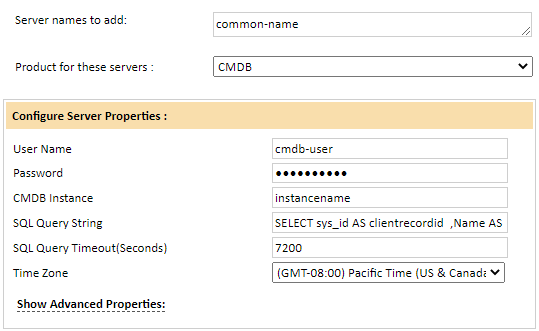 Server names to add:
common-name
Product for these servers :
CMDB
Configure Server Properties :
User Name
cmdb-user
Password
●●●●●●●●●●
CMDB Instance
instancename
SQL Query String
SELECT sys_id AS clientrecordid ,Name AS
SQL Query Timeout(Seconds)
7200
Time Zone
(GMT-08:00) Pacific Time (US & Canada
Show Advanced Properties: